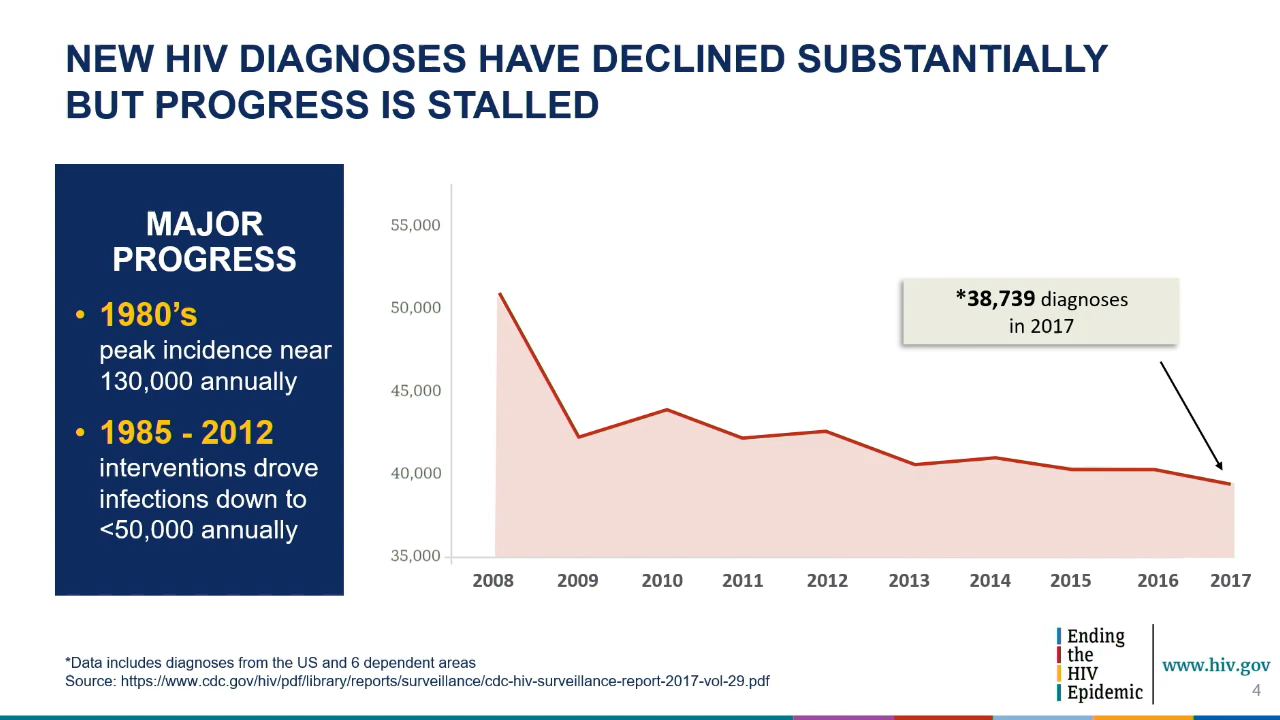 NEW HIV DIAGNOSES HAVE DECLINED SUBSTANTIALLY
BUT PROGRESS IS STALLED
MAJOR
PROGRESS
• 1980’s
peak incidence near
130,000 annually
• 1985 - 2012
interventions drove
infections down to
<50,000 annually
55,000
50,000
45,000
40,000
35,000
*38,739 diagnoses
in 2017
2008 2009 2010 2011 2012 2013 2014 2015 2016 2017
*Data includes diagnoses from the US and 6 dependent areas
Source: https://www.cdc.gov/hiv/pdf/library/reports/surveillance/cdc-hiv-surveillance-report-2017-vol-29.pdf
Ending
the
HIV
Epidemic
www.hiv.gov
4